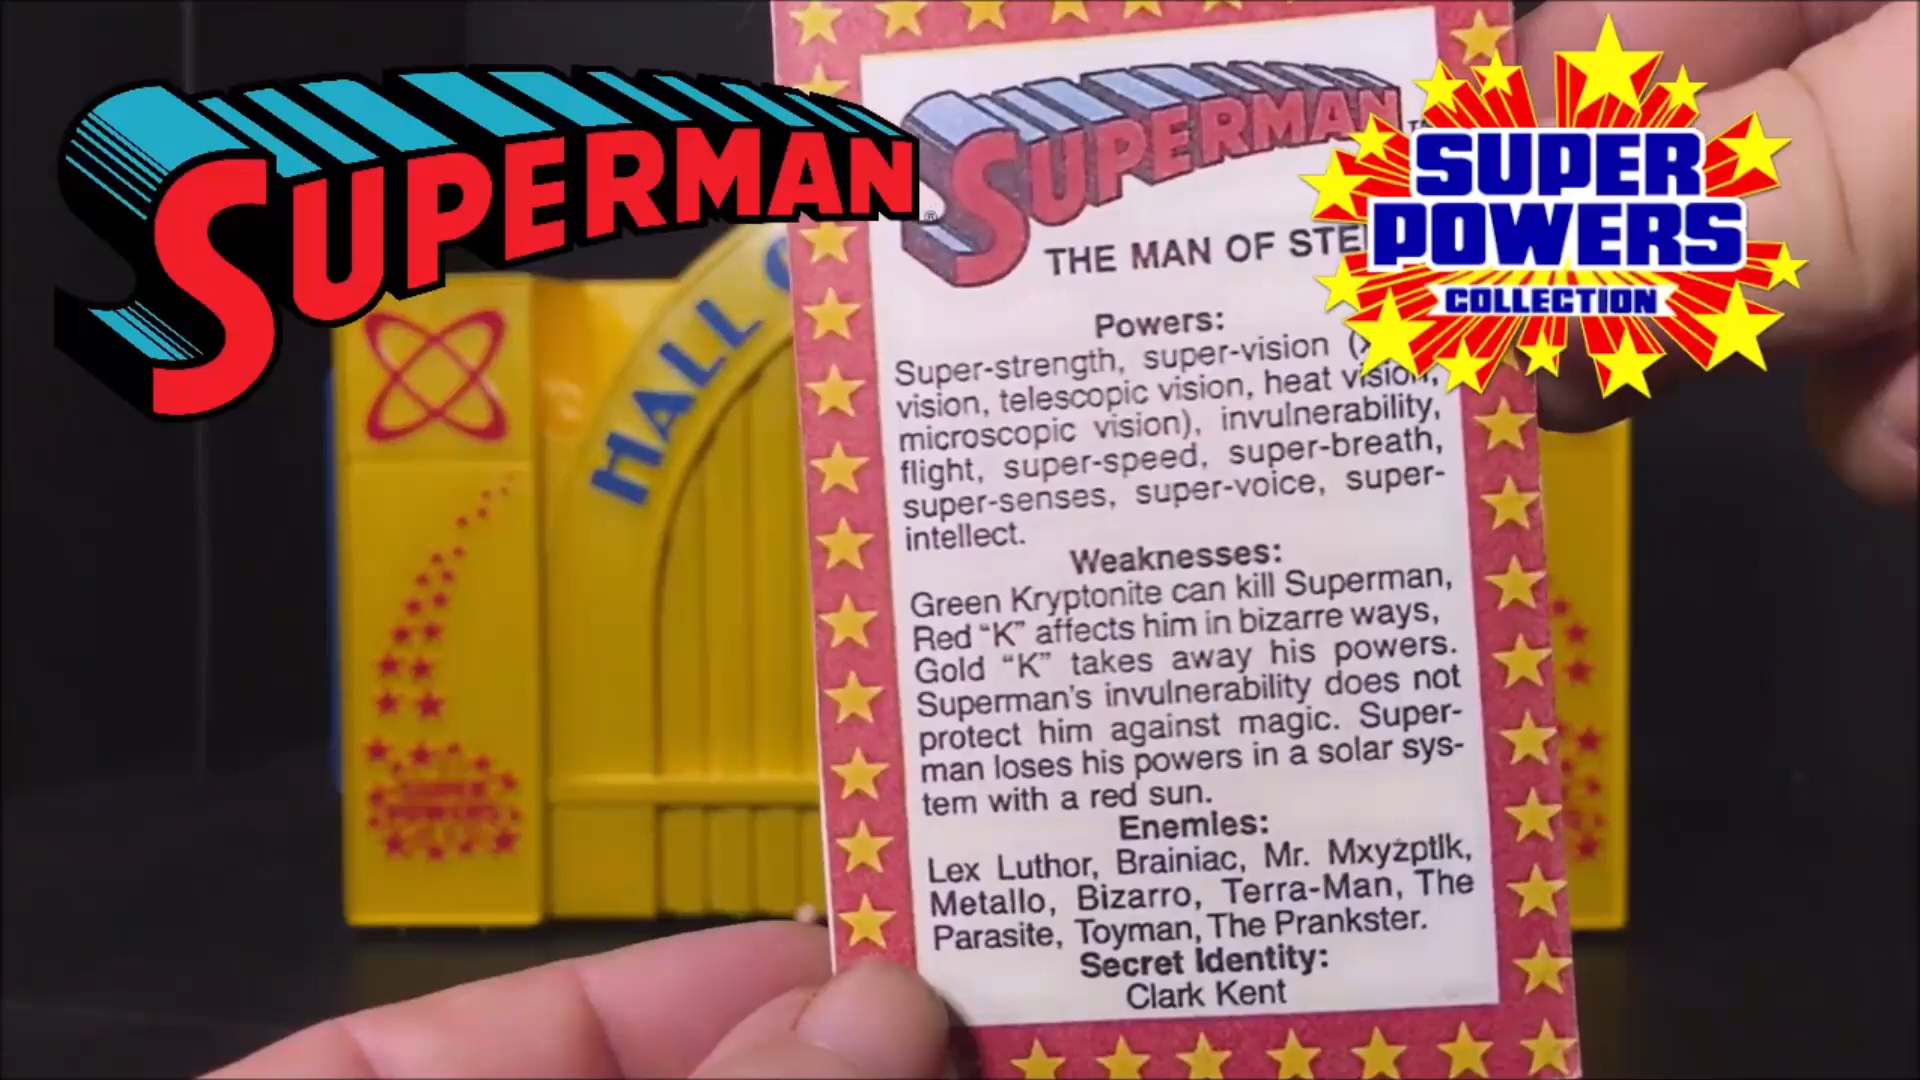 SUPERMAN
®
SUPER
POWERS
COLLECTION
HALL
SUPER
POWERS
SUPERMAN
THE MAN OF STE
Powers:
Super-strength, super-vision (
vision, telescopic vision, heat vision,
microscopic vision), invulnerability,
flight, super-speed, super-breath,
super-senses, super-voice, super-
intellect.
Weaknesses:
Green Kryptonite can kill Superman,
Red “K” affects him in bizarre ways,
Gold “K” takes away his powers.
Superman’s invulnerability does not
protect him against magic. Super-
man loses his powers in a solar sys-
tem with a red sun.
Enemies:
Lex Luthor, Brainiac, Mr. Mxyzptlk,
Metallo, Bizarro, Terra-Man, The
Parasite, Toyman, The Prankster.
Secret Identity:
Clark Kent